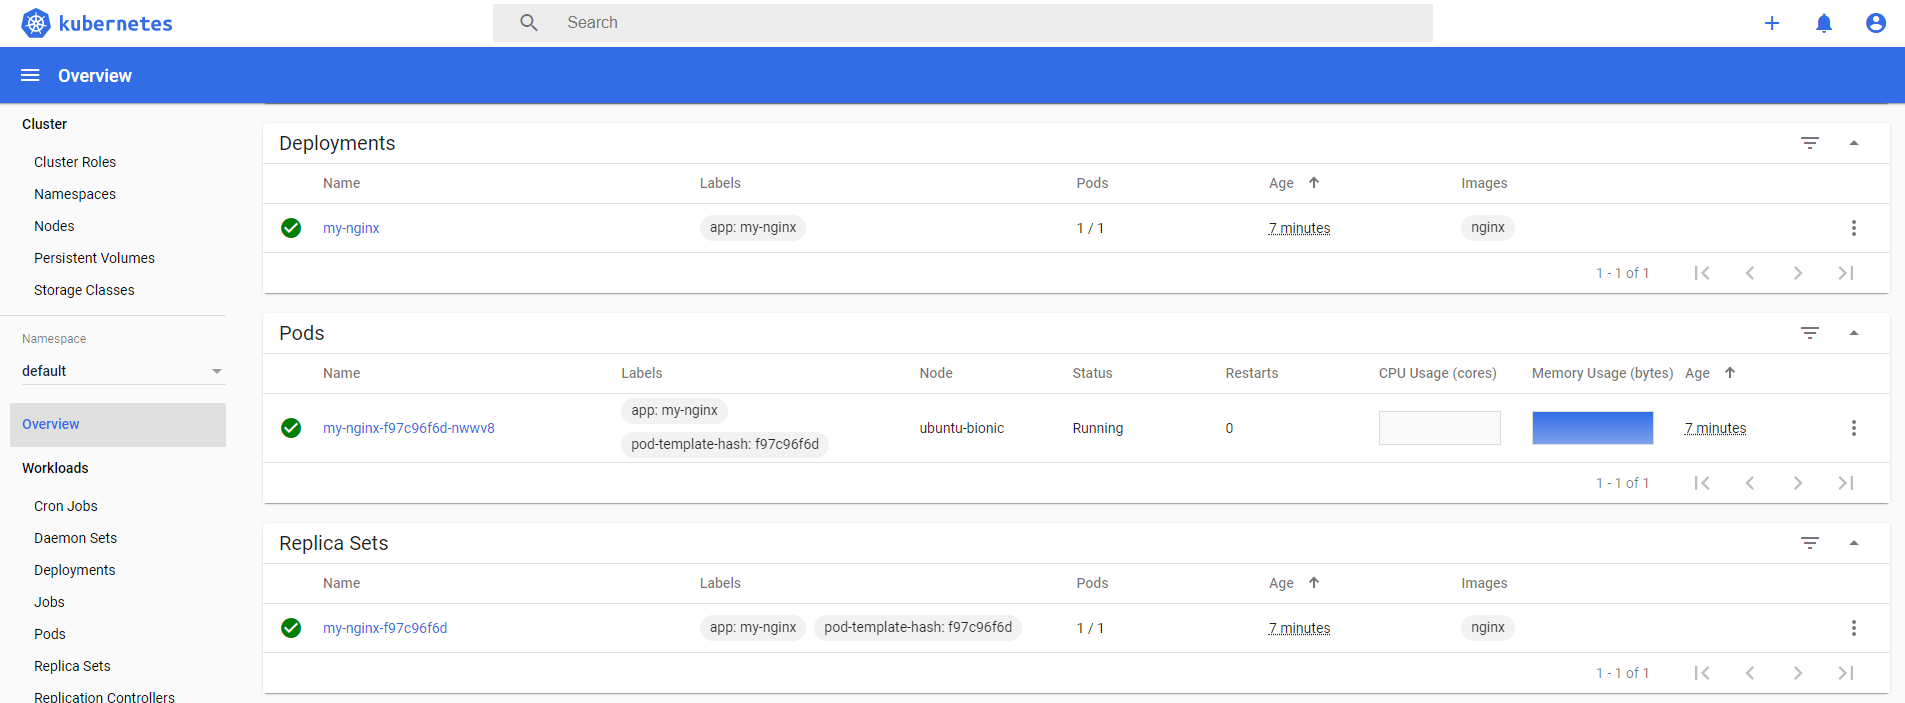 kubernetes
Search
Overview
Cluster
Cluster Roles
Namespaces
Nodes
Persistent Volumes
Storage Classes
Namespace
default
Overview
Workloads
Cron Jobs
Daemon Sets
Deployments
Jobs
Pods
Replica Sets
Replication Controllers
Deployments
Name Labels Pods Age Images
my-nginx app: my-nginx 1 / 1 7 minutes nginx
1 - 1 of 1
Pods
Name Labels Node Status Restarts CPU Usage (cores) Memory Usage (bytes) Age
my-nginx-f97c96f6d-nwwv8 app: my-nginx ubuntu-bionic Running 0 7 minutes
pod-template-hash: f97c96f6d
1 - 1 of 1
Replica Sets
Name Labels Pods Age Images
my-nginx-f97c96f6d app: my-nginx pod-template-hash: f97c96f6d 1 / 1 7 minutes nginx
1 - 1 of 1